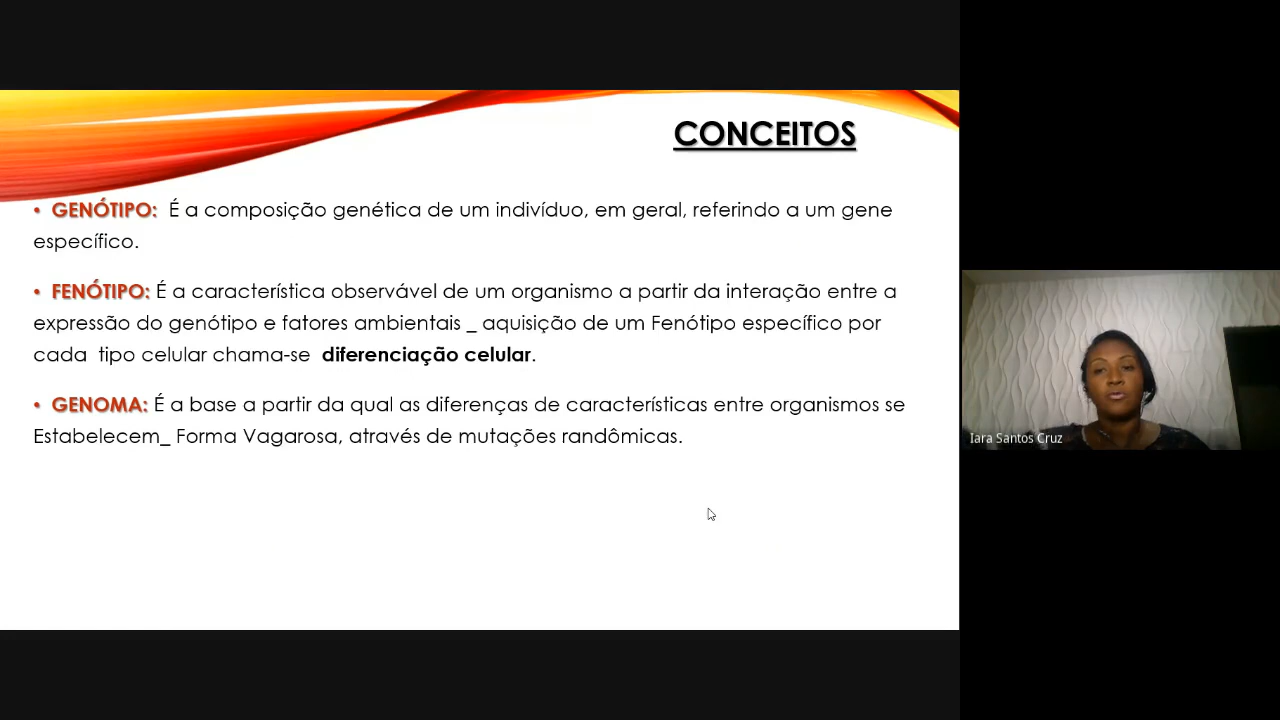 CONCEITOS
• GENÓTIPO: É a composição genética de um indivíduo, em geral, referindo a um gene
específico.
• FENÓTIPO: É a característica observável de um organismo a partir da interação entre a
expressão do genótipo e fatores ambientais _ aquisição de um Fenótipo específico por
cada tipo celular chama-se diferenciação celular.
• GENOMA: É a base a partir da qual as diferenças de características entre organismos se
Estabelecem_ Forma Vagarosa, através de mutações randômicas.
Iara Santos Cruz